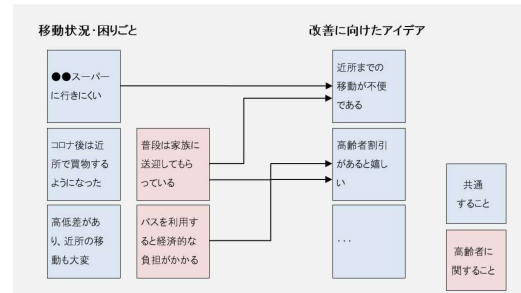 移動状況・困りごと
改善に向けたアイデア
●●スーパー
に行きにくい
近所までの
移動が不便
である
コロナ後は近
所で買物する
ようになった
普段は家族に
送迎してもら
っている
高齢者割引
があると嬉し
い
高低差があ
り、近所の移
動も大変
バスを利用す
ると経済的な
負担がかかる
...
共通
すること
高齢者に
関すること